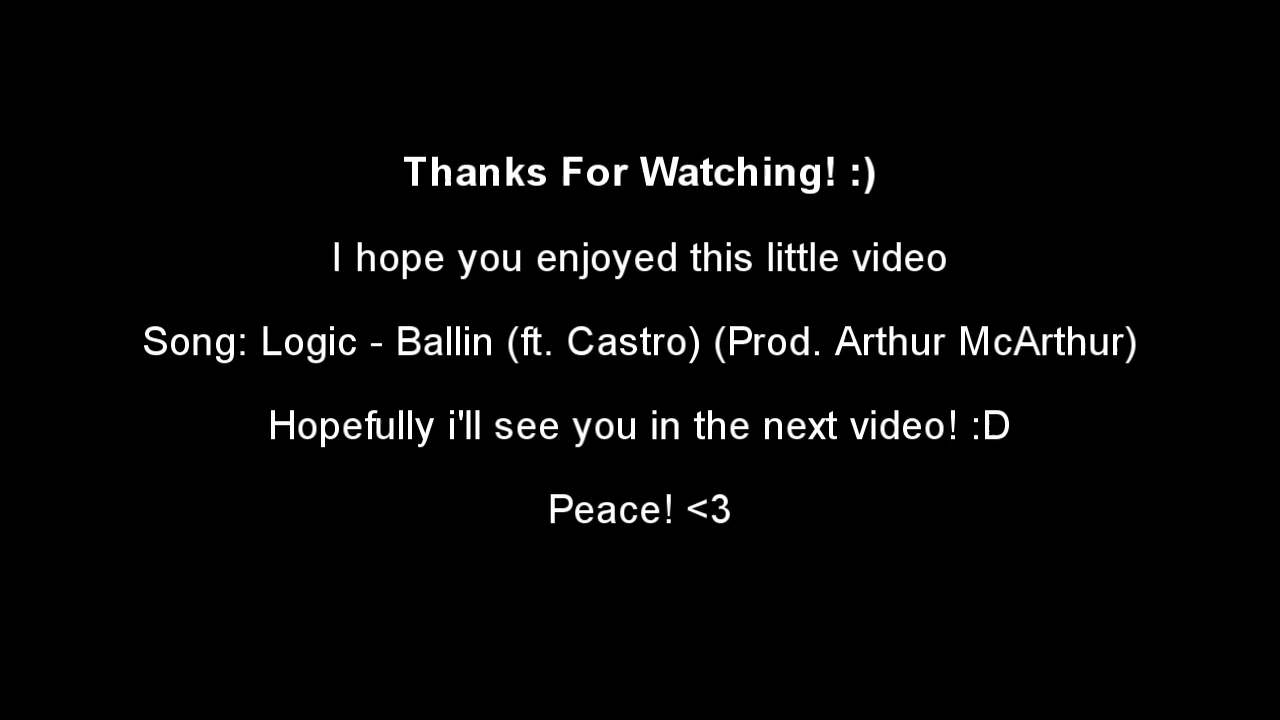 Thanks For Watching! :)
I hope you enjoyed this little video
Song: Logic - Ballin (ft. Castro) (Prod. Arthur McArthur)
Hopefully i'll see you in the next video! :D
Peace! <3